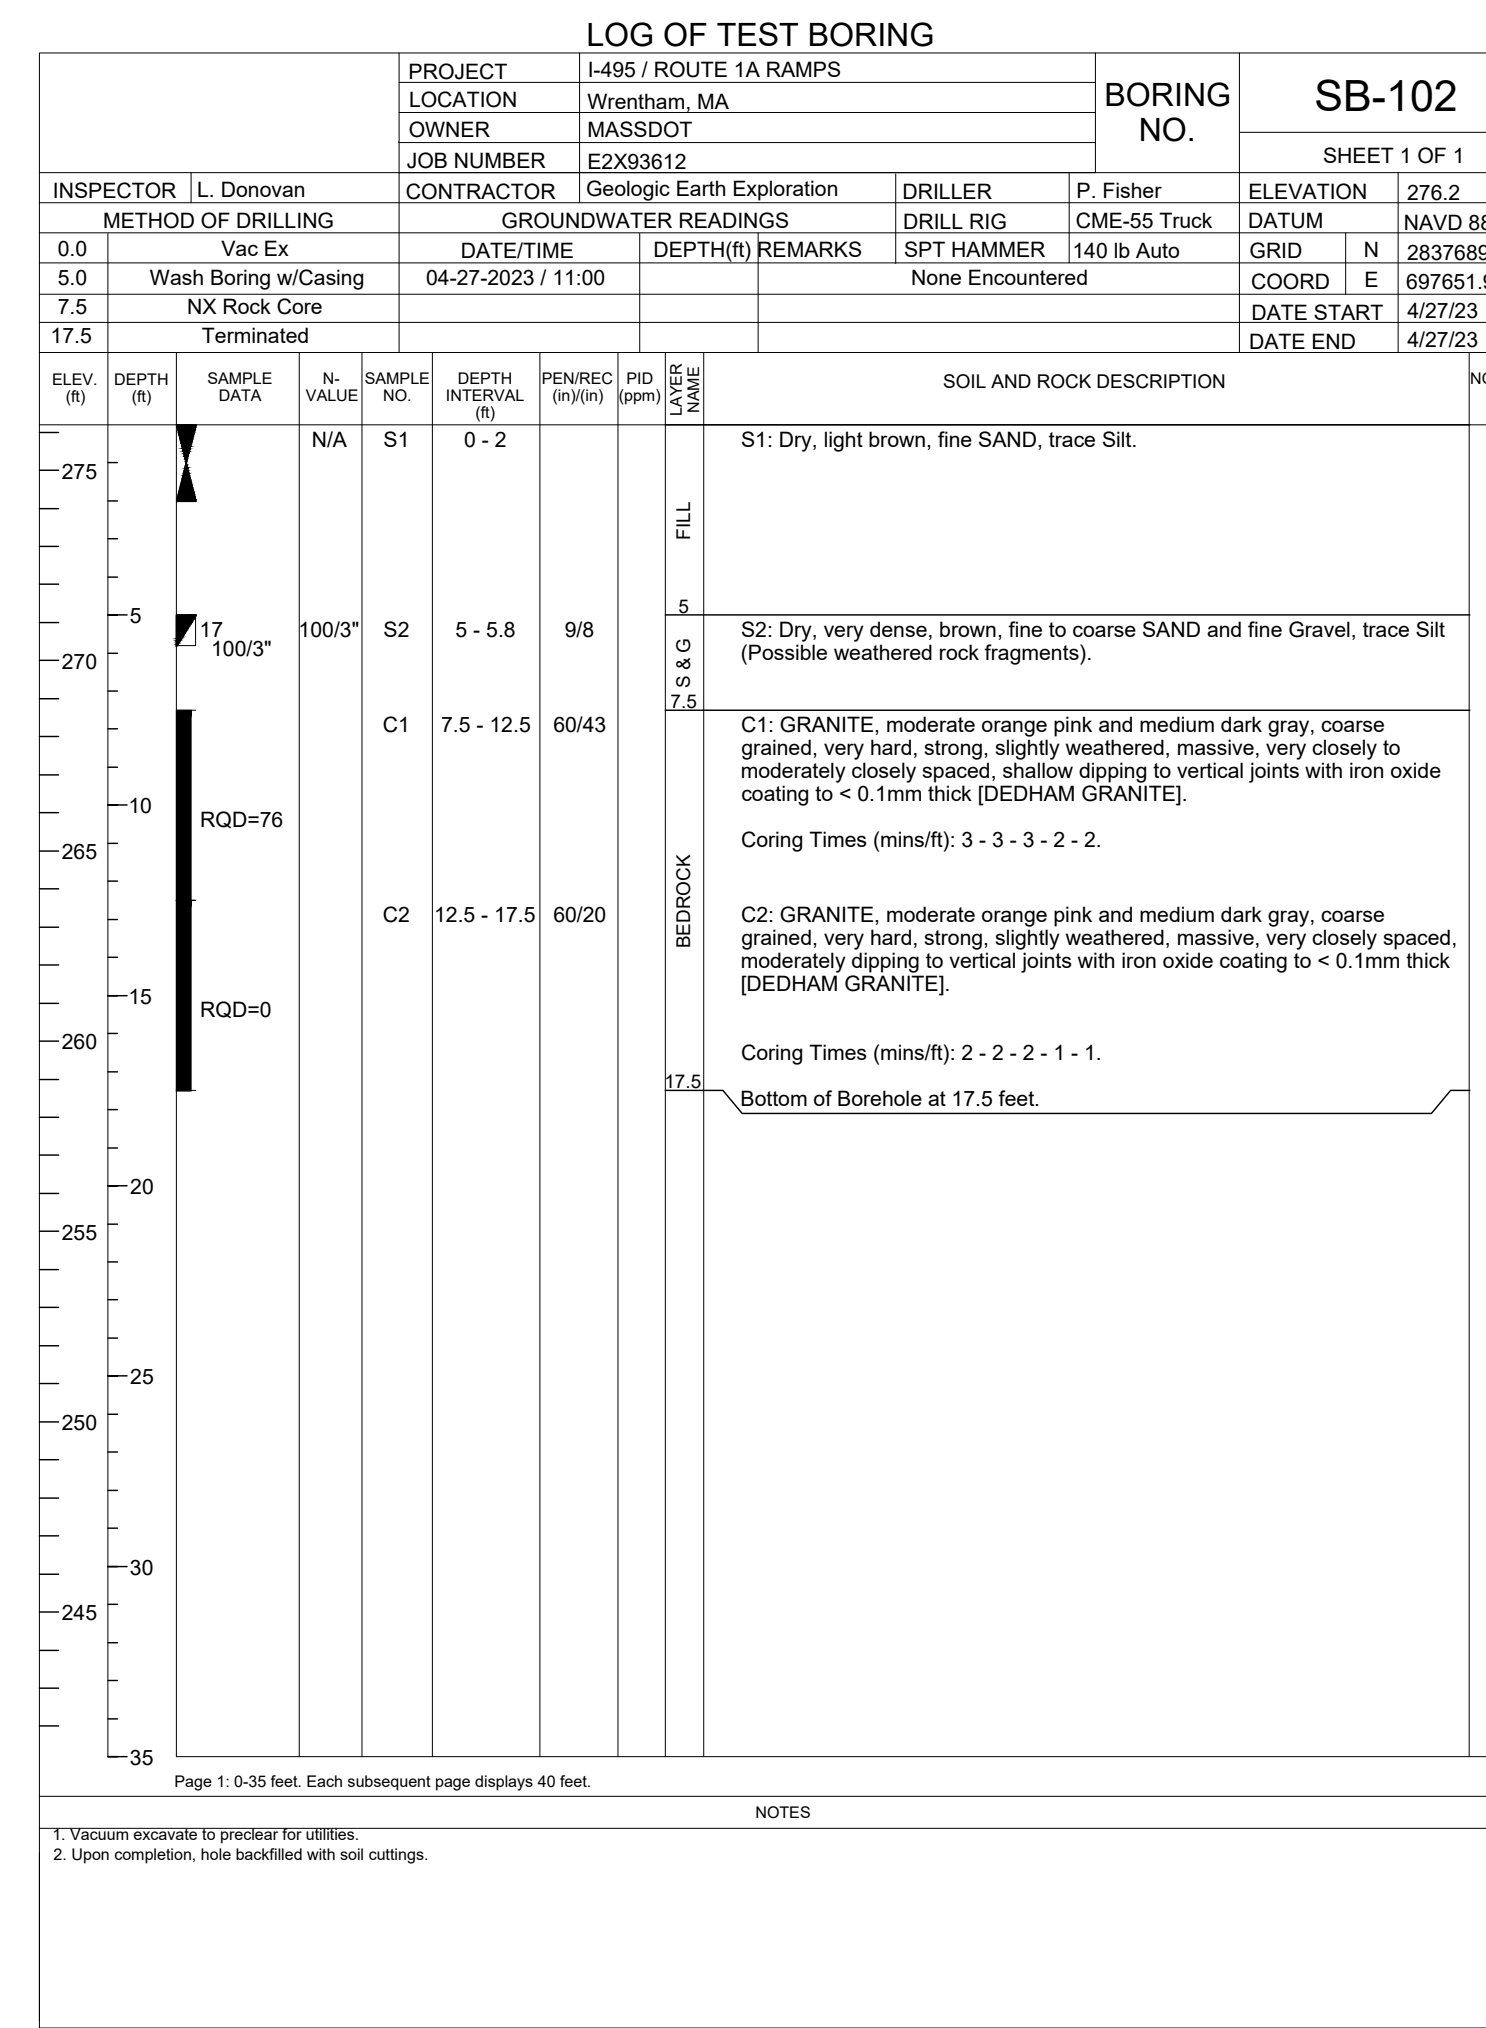 LOG OF TEST BORING
PROJECT I-495 / ROUTE 1A RAMPS
LOCATION Wrentham, MA
OWNER MASSDOT
JOB NUMBER E2X93612
BORING NO. SB-102
SHEET 1 OF 1
INSPECTOR L. Donovan CONTRACTOR Geologic Earth Exploration DRILLER P. Fisher ELEVATION 276.2
METHOD OF DRILLING GROUNDWATER READINGS DRILL RIG CME-55 Truck DATUM NAVD 88
0.0 Vac Ex DATE/TIME DEPTH(ft) REMARKS SPT HAMMER 140 lb Auto GRID N 2837689
5.0 Wash Boring w/Casing 04-27-2023 / 11:00 None Encountered COORD E 697651.9
7.5 NX Rock Core DATE START 4/27/23
17.5 Terminated DATE END 4/27/23
ELEV. (ft) DEPTH (ft) SAMPLE DATA N-VALUE SAMPLE NO. DEPTH INTERVAL (ft) PEN/REC (in)/(in) PID (ppm) LAYER NAME SOIL AND ROCK DESCRIPTION
N/A S1 0 - 2 S1: Dry, light brown, fine SAND, trace Silt.
275
FILL
5 5
17 100/3" 100/3" S2 5 - 5.8 9/8 S2: Dry, very dense, brown, fine to coarse SAND and fine Gravel, trace Silt
(Possible weathered rock fragments).
270
S & G
7.5
C1 7.5 - 12.5 60/43 C1: GRANITE, moderate orange pink and medium dark gray, coarse
grained, very hard, strong, slightly weathered, massive, very closely to
moderately closely spaced, shallow dipping to vertical joints with iron oxide
coating to < 0.1mm thick [DEDHAM GRANITE].
10
RQD=76
Coring Times (mins/ft): 3 - 3 - 3 - 2 - 2.
265
BEDROCK
C2 12.5 - 17.5 60/20 C2: GRANITE, moderate orange pink and medium dark gray, coarse
grained, very hard, strong, slightly weathered, massive, very closely spaced,
moderately dipping to vertical joints with iron oxide coating to < 0.1mm thick
[DEDHAM GRANITE].
15
RQD=0
260
Coring Times (mins/ft): 2 - 2 - 2 - 1 - 1.
17.5
Bottom of Borehole at 17.5 feet.
20
255
25
250
30
245
35
Page 1: 0-35 feet. Each subsequent page displays 40 feet.
NOTES
1. Vacuum excavate to preclear for utilities.
2. Upon completion, hole backfilled with soil cuttings.